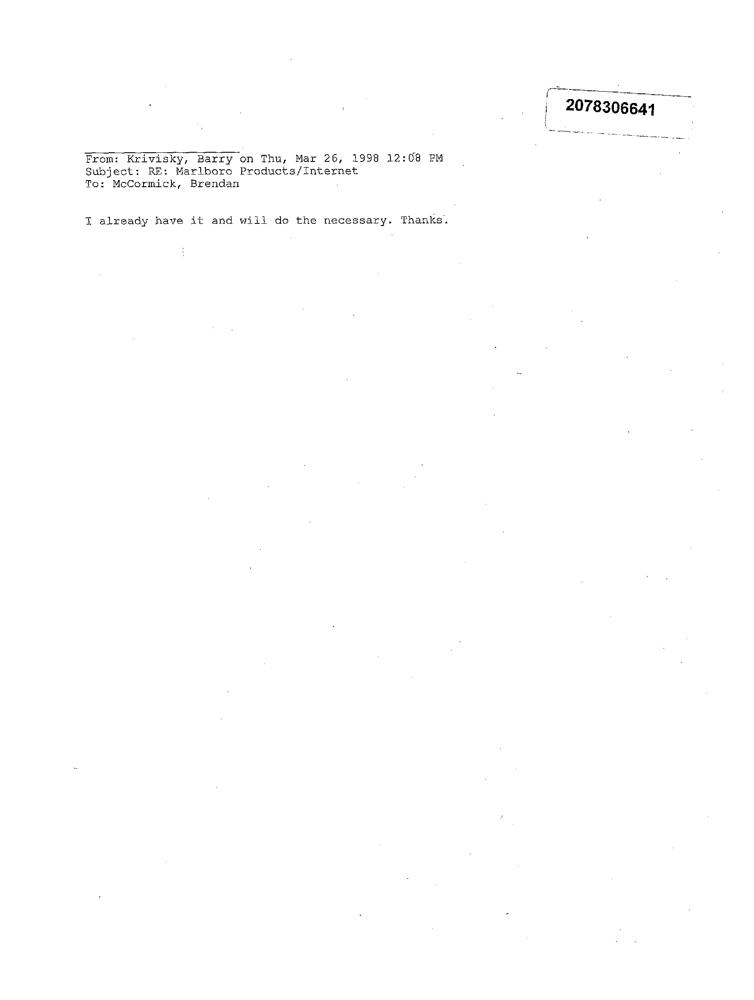 2078306641
From: Krivisky, Barry on Thu, Mar 26, 1998 12:08 PM
Subject: RE: Marlboro Products/Internet
To: McCormick, Brendan
I already have it and will do the necessary. Thanks.